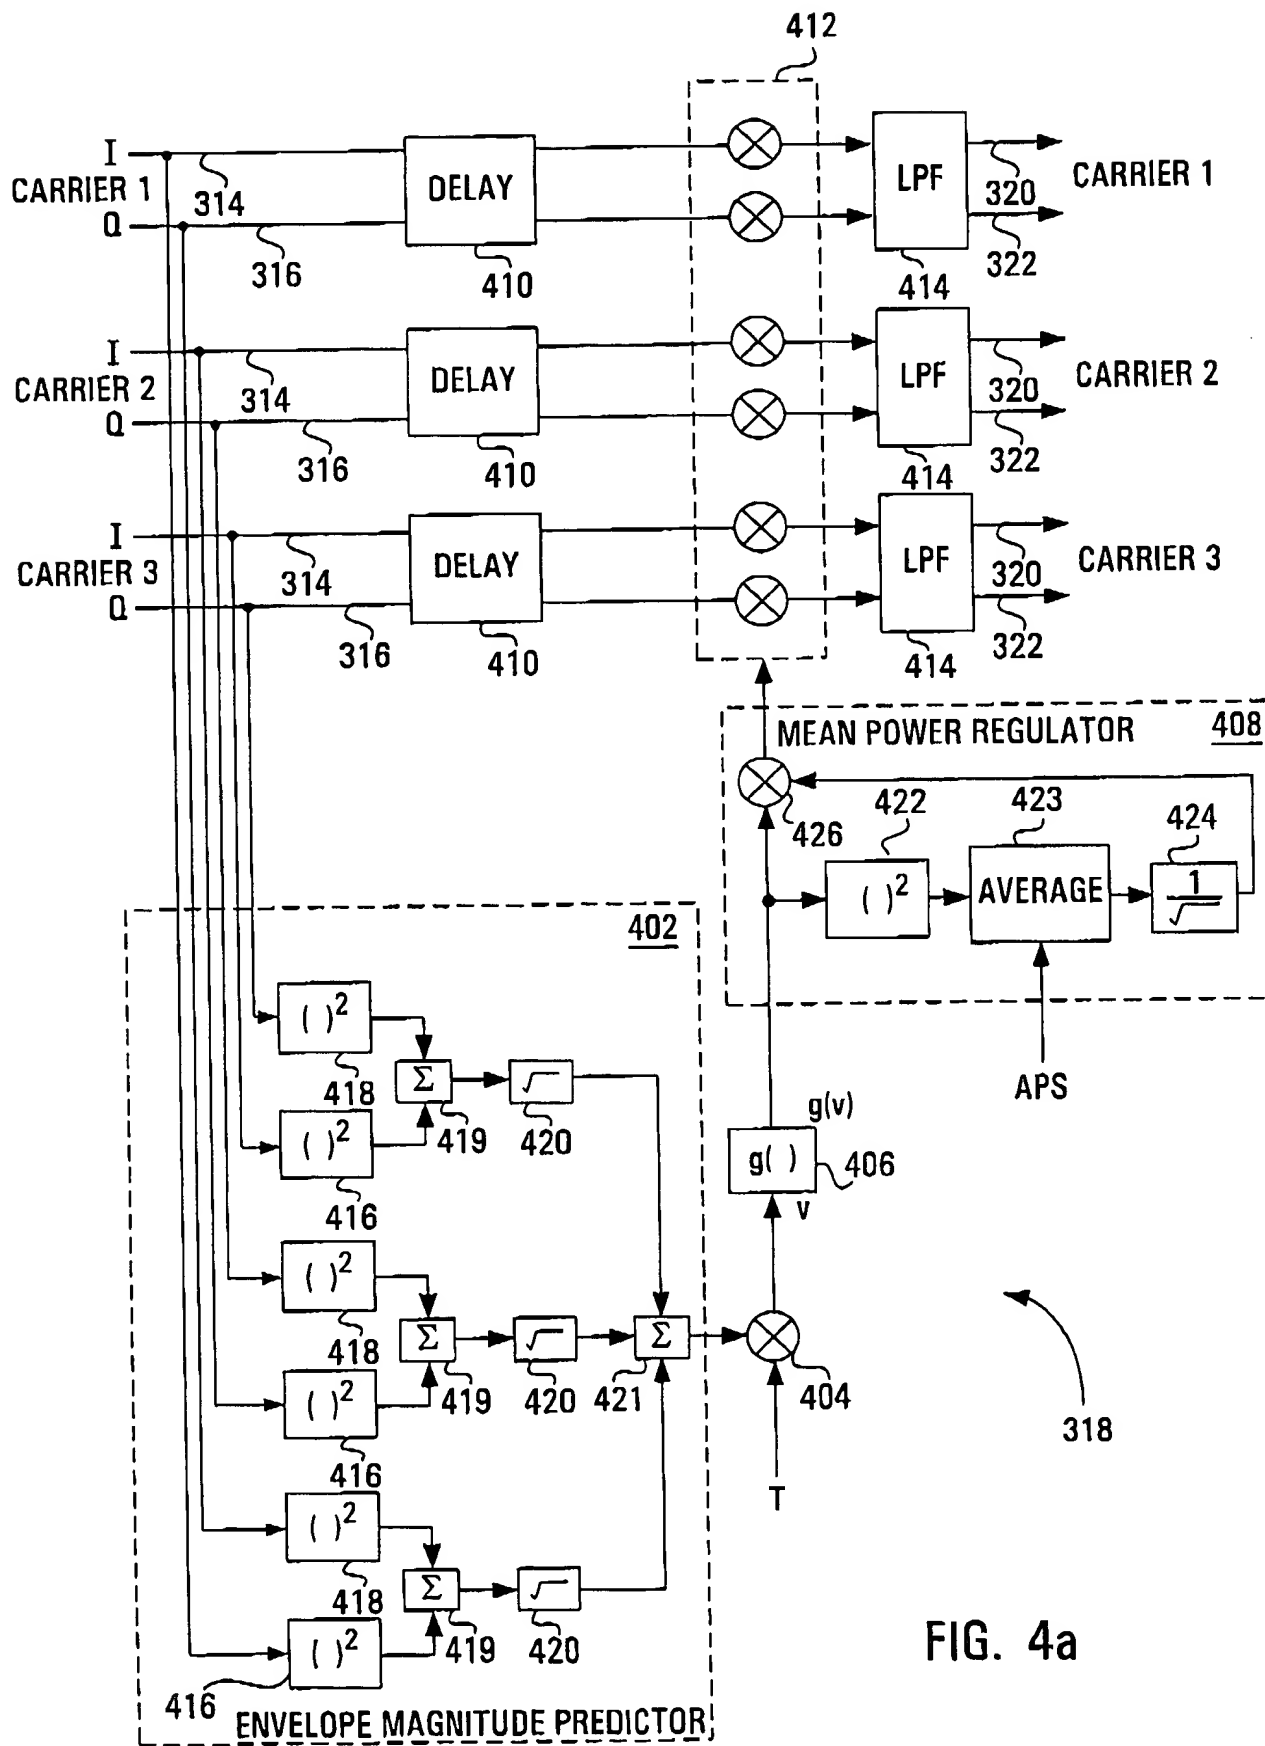 412
I
CARRIER 1
Q
314
316
DELAY
410
LPF
414
320
322
CARRIER 1
I
CARRIER 2
Q
314
316
DELAY
410
LPF
414
320
322
CARRIER 2
I
CARRIER 3
Q
314
316
DELAY
410
LPF
414
320
322
CARRIER 3
MEAN POWER REGULATOR 408
426
422
( )²
423
AVERAGE
424
1
√
APS
402
( )²
418
Σ
419
√
420
( )²
416
g(v)
g( )
406
v
( )²
418
Σ
419
√
420
Σ
421
404
T
( )²
416
318
( )²
418
Σ
419
√
420
( )²
416
ENVELOPE MAGNITUDE PREDICTOR
FIG. 4a